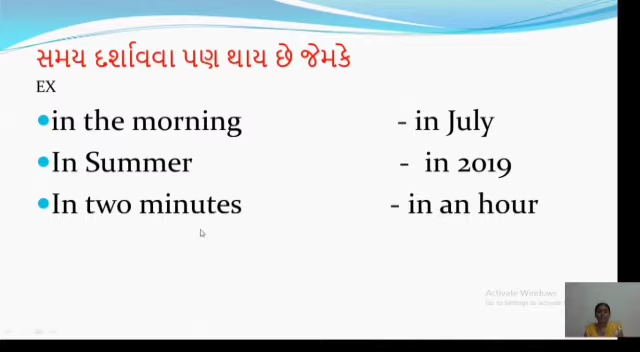 સમય દર્શાવવા પણ થાય છે જેમકે
EX
in the morning - in July
In Summer - in 2019
In two minutes - in an hour
Activate Windows
Go to Settings to activate